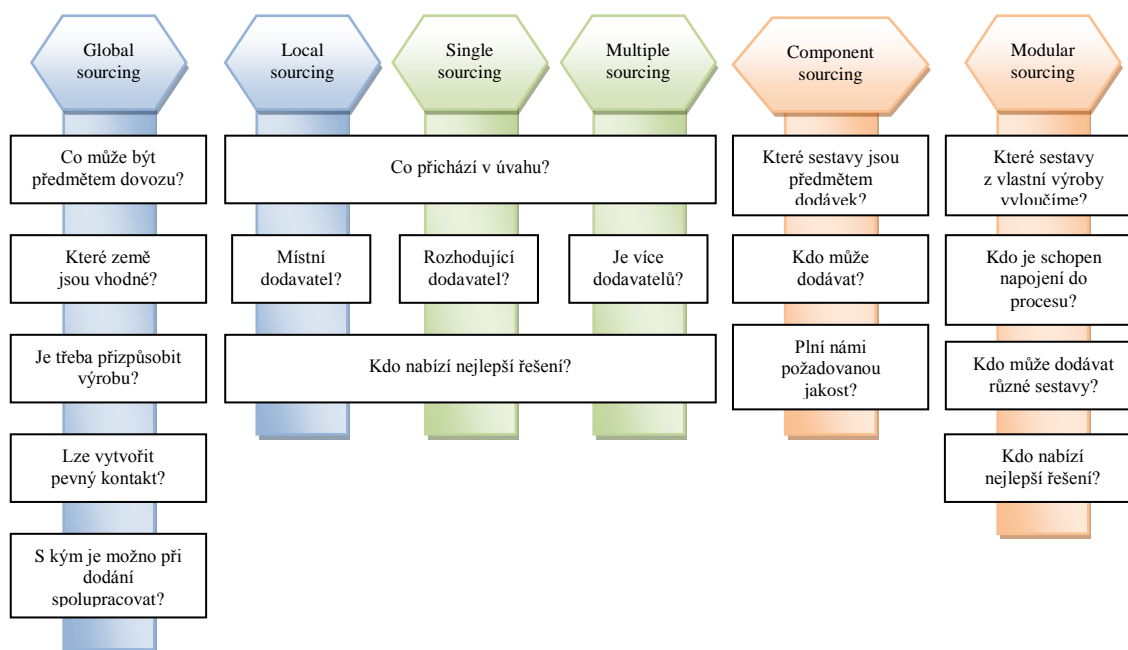 Global
sourcing
Local
sourcing
Single
sourcing
Multiple
sourcing
Component
sourcing
Modular
sourcing
Co může být
předmětem dovozu?
Co přichází v úvahu?
Které sestavy jsou
předmětem
dodávek?
Které sestavy
z vlastní výroby
vyloučíme?
Které země
jsou vhodné?
Místní
dodavatel?
Rozhodující
dodavatel?
Je více
dodavatelů?
Kdo může
dodávat?
Kdo je schopen
napojení do
procesu?
Je třeba přizpůsobit
výrobu?
Kdo nabízí nejlepší řešení?
Plní námi
požadovanou
jakost?
Kdo může dodávat
různé sestavy?
Lze vytvořit
pevný kontakt?
Kdo nabízí
nejlepší řešení?
S kým je možno při
dodání
spolupracovat?